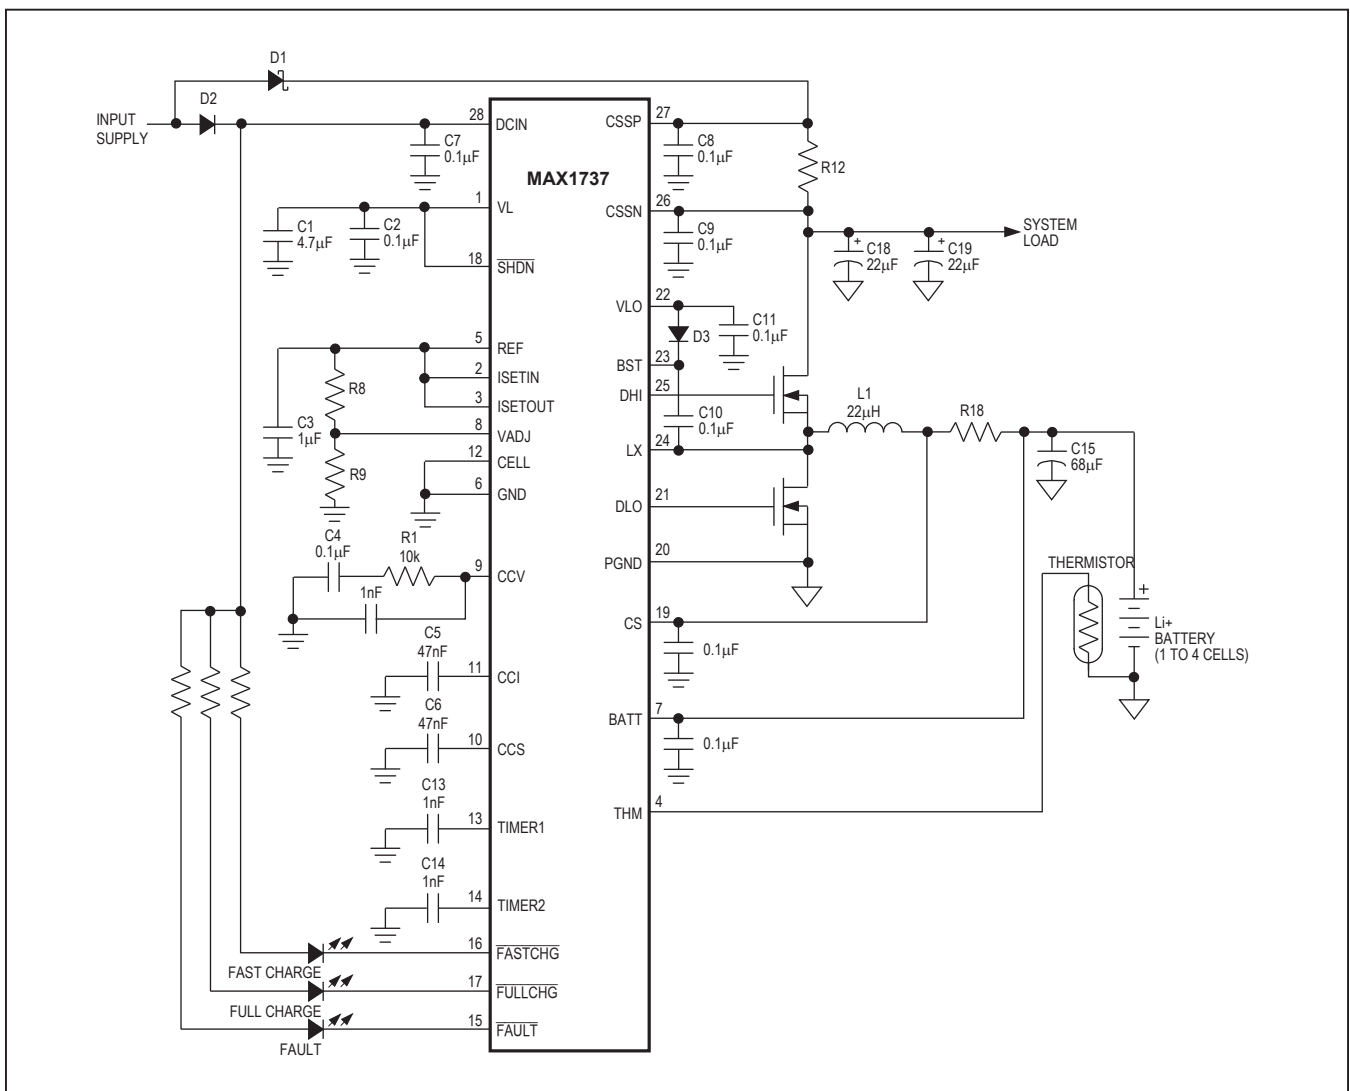 D1
D2
INPUT
SUPPLY
28
DCIN
C7
0.1µF
MAX1737
CSSP
27
C8
0.1µF
R12
1
VL
C1
4.7µF
C2
0.1µF
18
SHDN
CSSN
26
C9
0.1µF
SYSTEM
LOAD
+
C18
22µF
+
C19
22µF
VLO
22
C11
0.1µF
D3
BST
23
DHI
25
C10
0.1µF
LX
24
5
REF
2
ISETIN
3
ISETOUT
R8
C3
1µF
8
VADJ
12
CELL
R9
6
GND
L1
22µH
R18
C15
68µF
DLO
21
PGND
20
C4
0.1µF
R1
10k
9
CCV
1nF
THERMISTOR
+
Li+
BATTERY
(1 TO 4 CELLS)
CS
19
0.1µF
C5
47nF
11
CCI
C6
47nF
10
CCS
BATT
7
0.1µF
C13
1nF
13
TIMER1
THM
4
C14
1nF
14
TIMER2
16
FASTCHG
FAST CHARGE
17
FULLCHG
FULL CHARGE
15
FAULT
FAULT